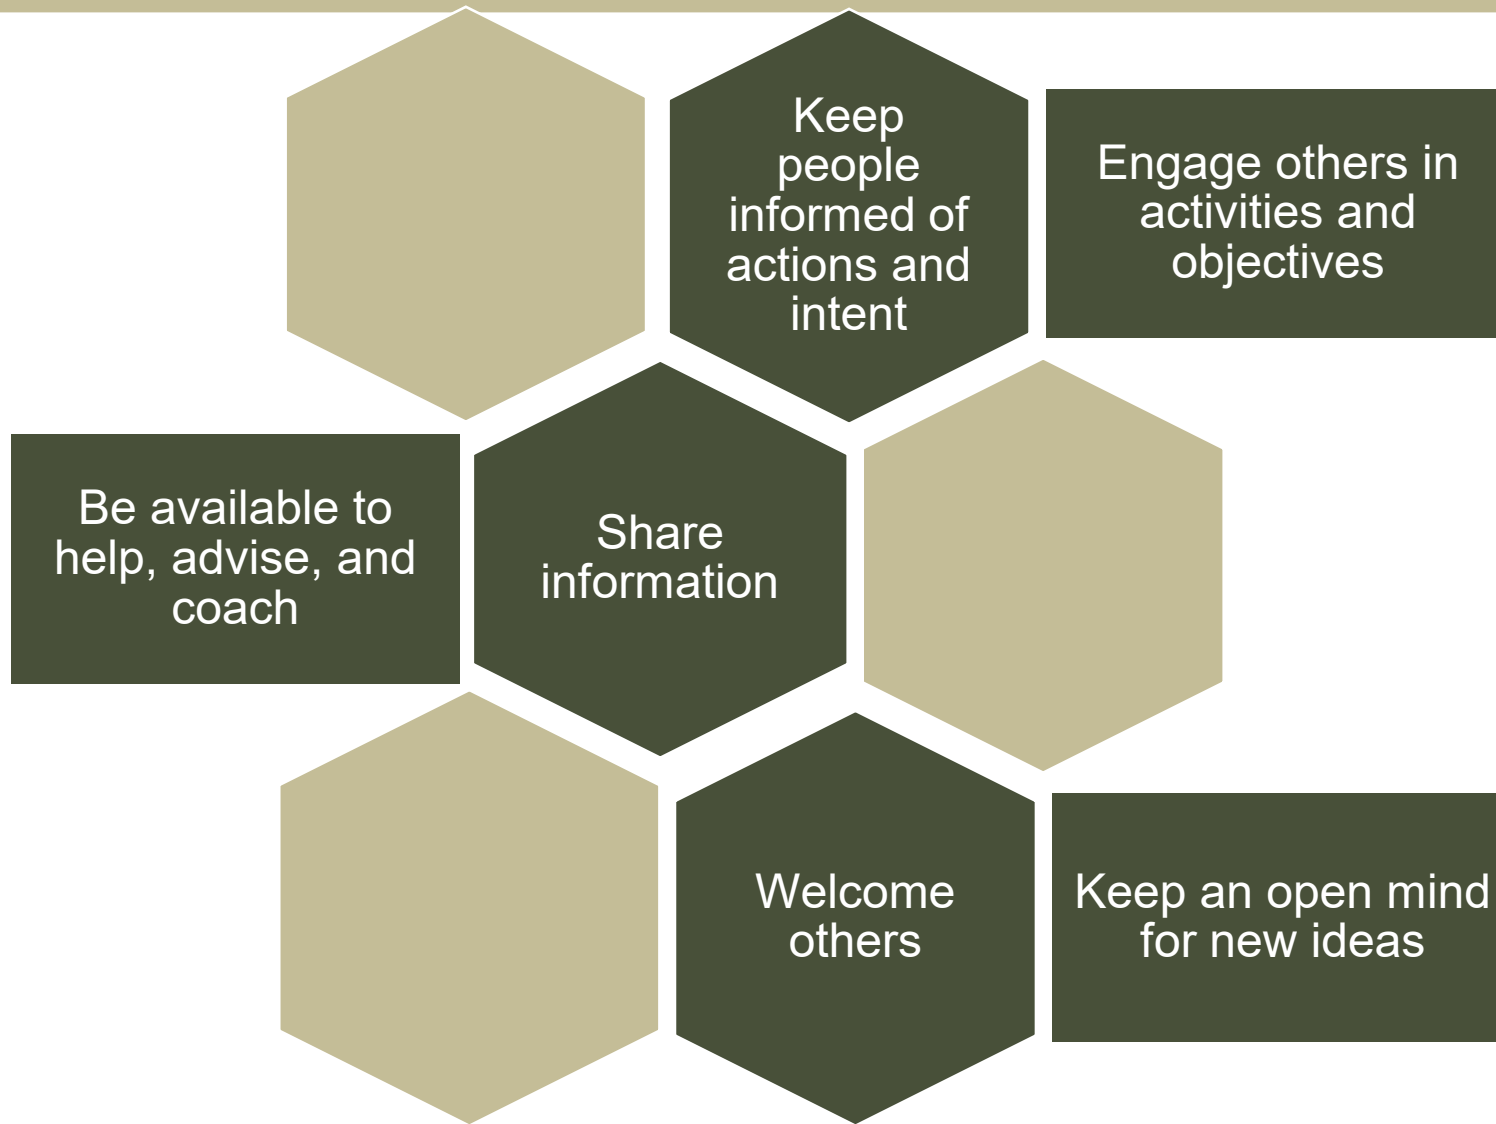 Keep
people
informed of
actions and
intent
Engage others in
activities and
objectives
Be available to
help, advise, and
coach
Share
information
Welcome
others
Keep an open mind
for new ideas